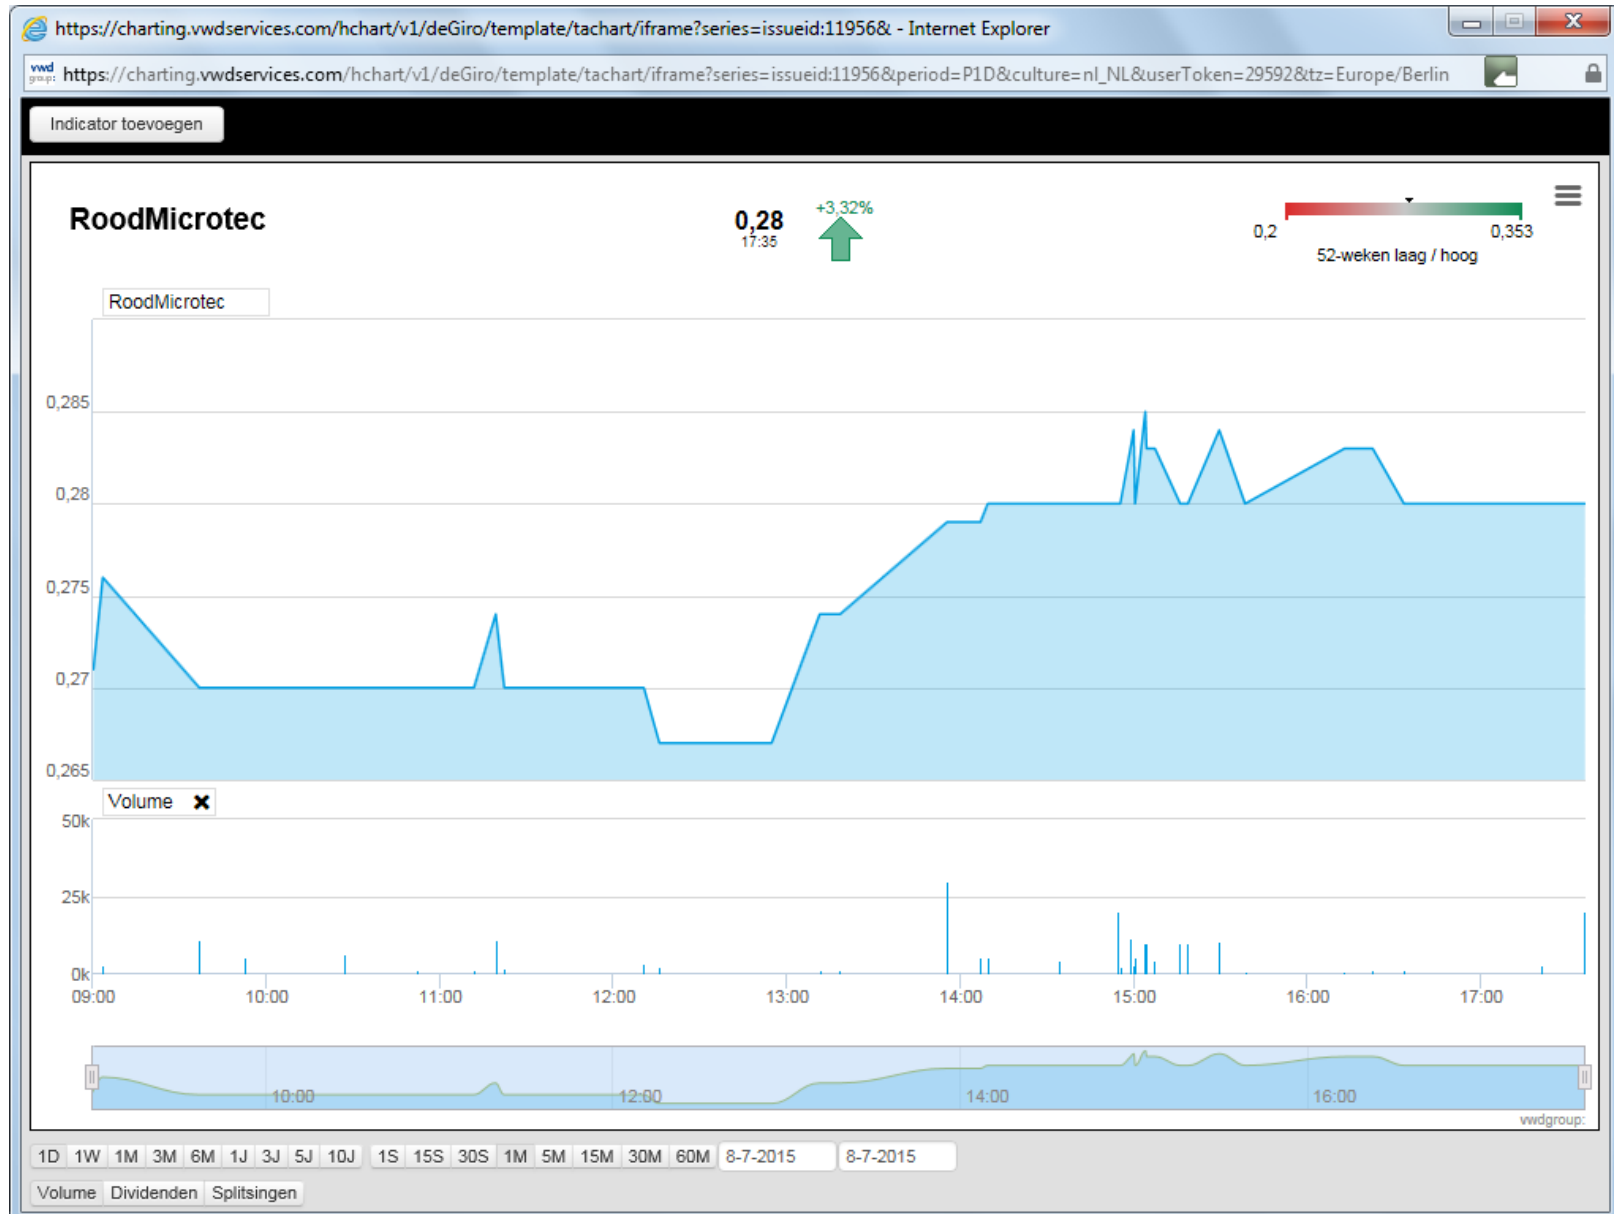 https://charting.vwdservices.com/hchart/v1/deGiro/template/tachart/iframe?series=issueid:11956& - Internet Explorer
vwd group: https://charting.vwdservices.com/hchart/v1/deGiro/template/tachart/iframe?series=issueid:11956&period=P1D&culture=nl_NL&userToken=29592&tz=Europe/Berlin
Indicator toevoegen
RoodMicrotec
0,28
17:35
+3,32%
0,2
0,353
52-weken laag / hoog
RoodMicrotec
0,285
0,28
0,275
0,27
0,265
Volume
50k
25k
0k
09:00 10:00 11:00 12:00 13:00 14:00 15:00 16:00 17:00
10:00 12:00 14:00 16:00
vwdgroup:
1D 1W 1M 3M 6M 1J 3J 5J 10J 1S 15S 30S 1M 5M 15M 30M 60M 8-7-2015 8-7-2015
Volume Dividenden Splitsingen